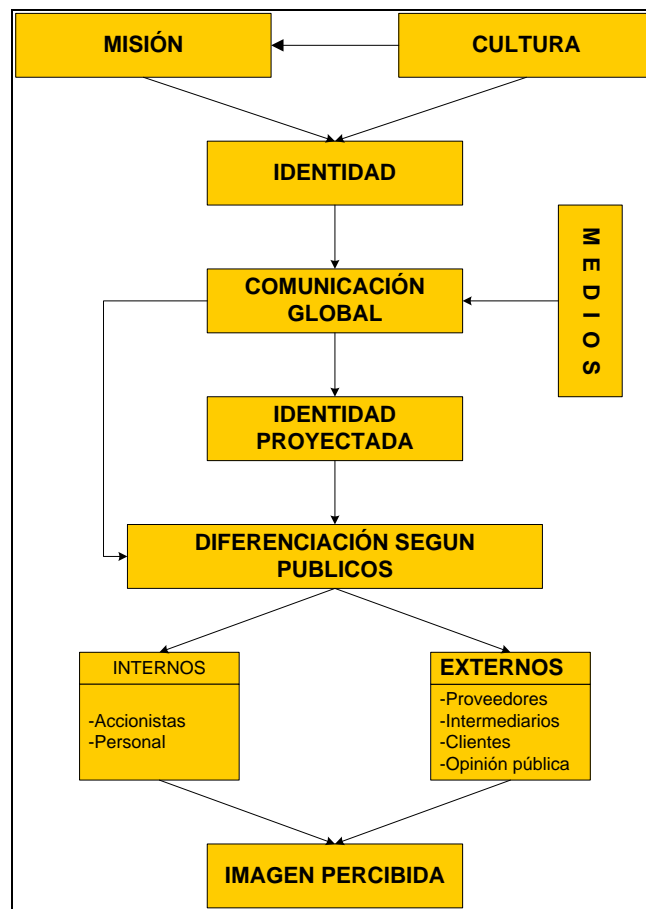 MISIÓN
CULTURA
IDENTIDAD
MEDIOS
COMUNICACIÓN
GLOBAL
IDENTIDAD
PROYECTADA
DIFERENCIACIÓN SEGUN
PUBLICOS
INTERNOS
-Accionistas
-Personal
EXTERNOS
-Proveedores
-Intermediarios
-Clientes
-Opinión pública
IMAGEN PERCIBIDA